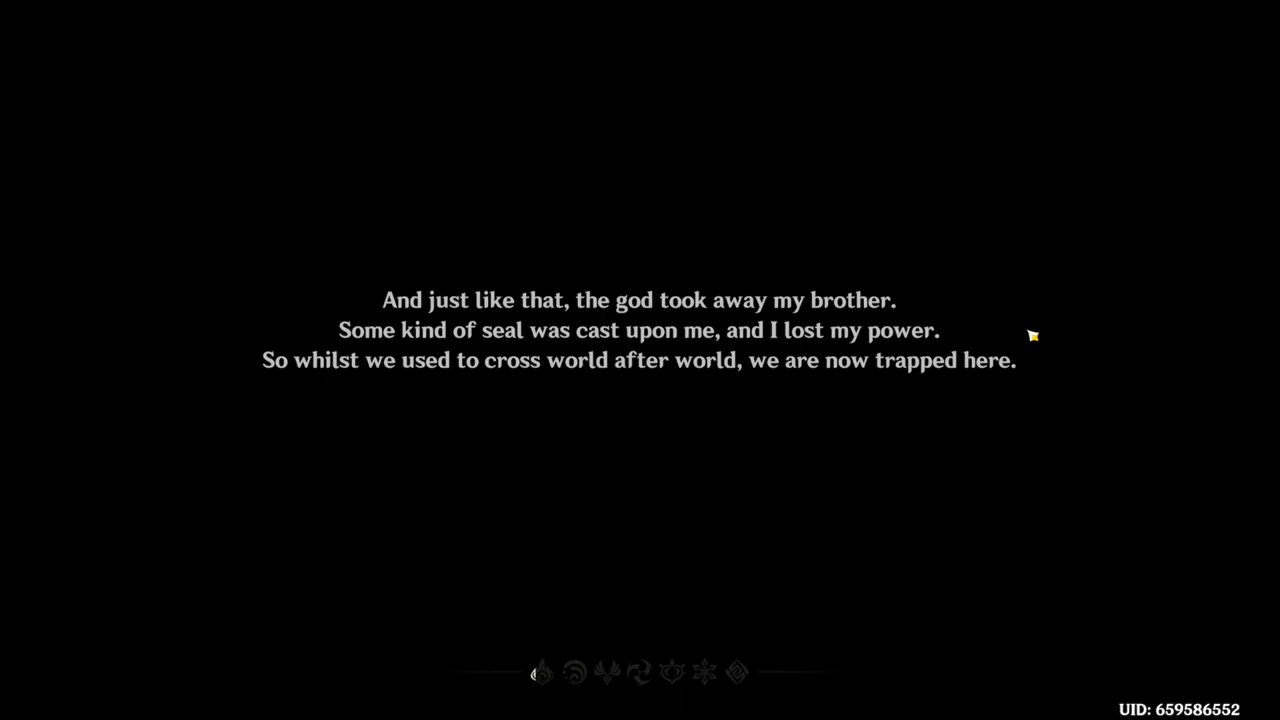 And just like that, the god took away my brother.
Some kind of seal was cast upon me, and I lost my power.
So whilst we used to cross world after world, we are now trapped here.
UID: 659586552